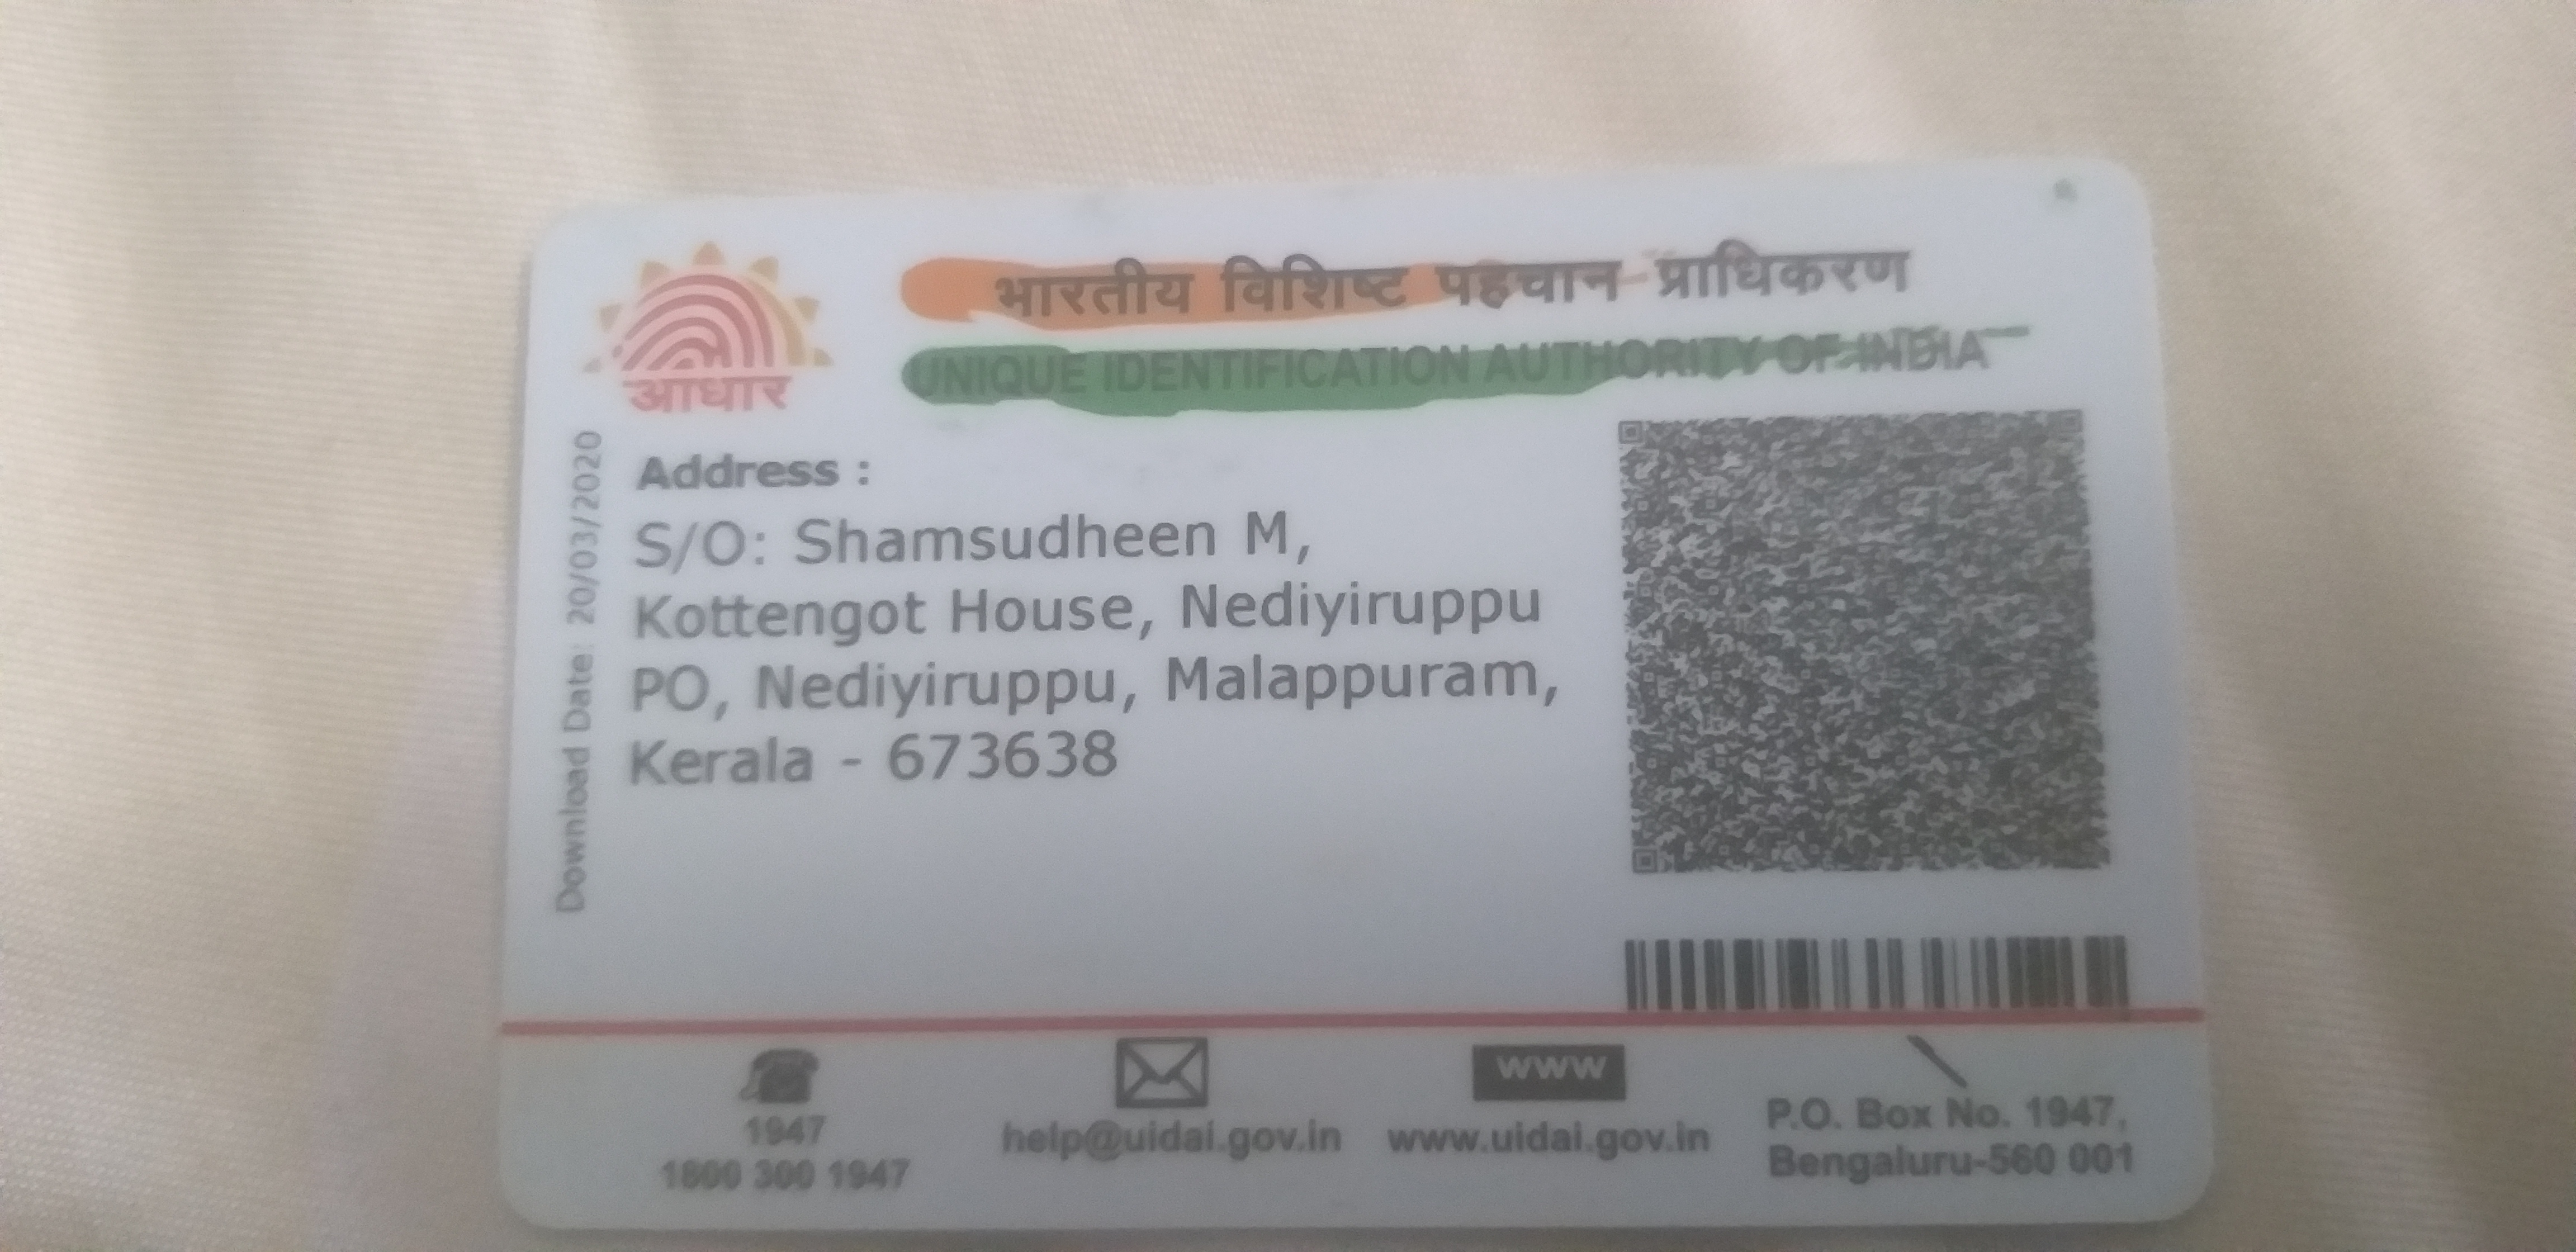 भारतीय विशिष्ट पहचान प्राधिकरण
UNIQUE IDENTIFICATION AUTHORITY OF INDIA
आधार
Address :
S/O: Shamsudheen M,
Kottengot House, Nediyiruppu
PO, Nediyiruppu, Malappuram,
Kerala - 673638
Download Date: 20/03/2020
1947
1800 300 1947
help@uidai.gov.in
WWW
www.uidai.gov.in
P.O. Box No. 1947,
Bengaluru-560 001